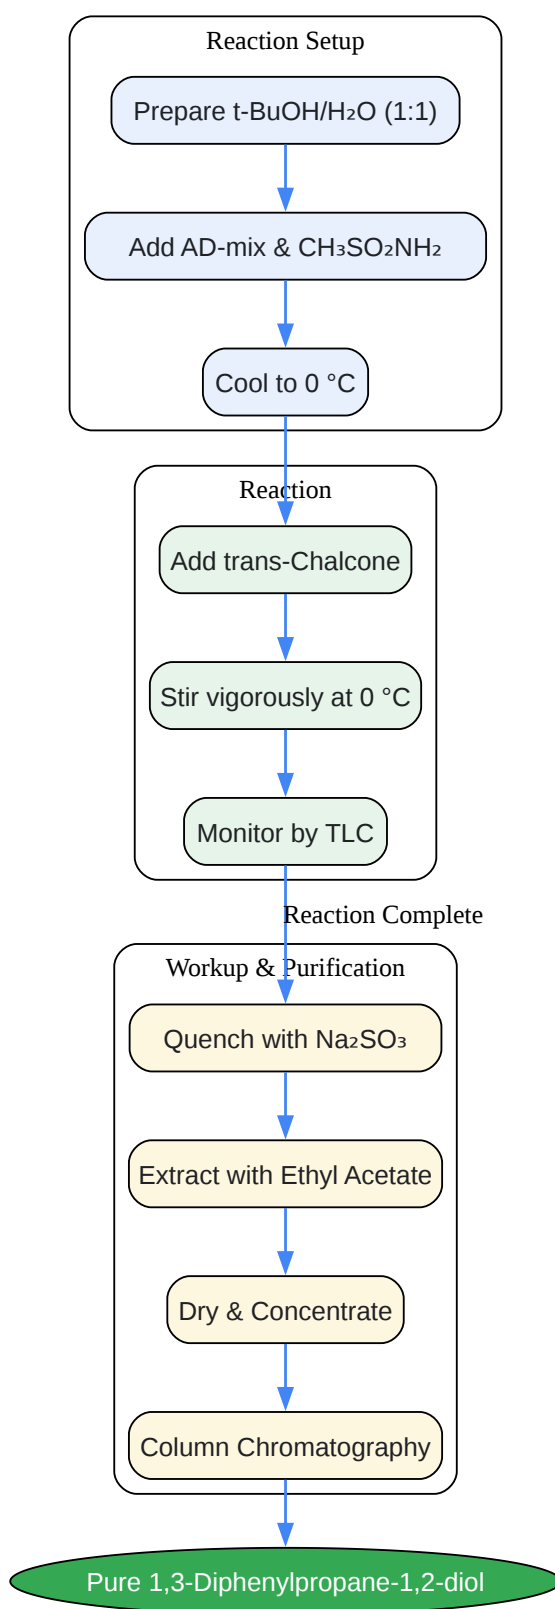 Reaction Setup
Prepare t-BuOH/H₂O (1:1)
Add AD-mix & CH₃SO₂NH₂
Cool to 0 °C
Reaction
Add trans-Chalcone
Stir vigorously at 0 °C
Monitor by TLC
Reaction Complete
Workup & Purification
Quench with Na₂SO₃
Extract with Ethyl Acetate
Dry & Concentrate
Column Chromatography
Pure 1,3-Diphenylpropane-1,2-diol